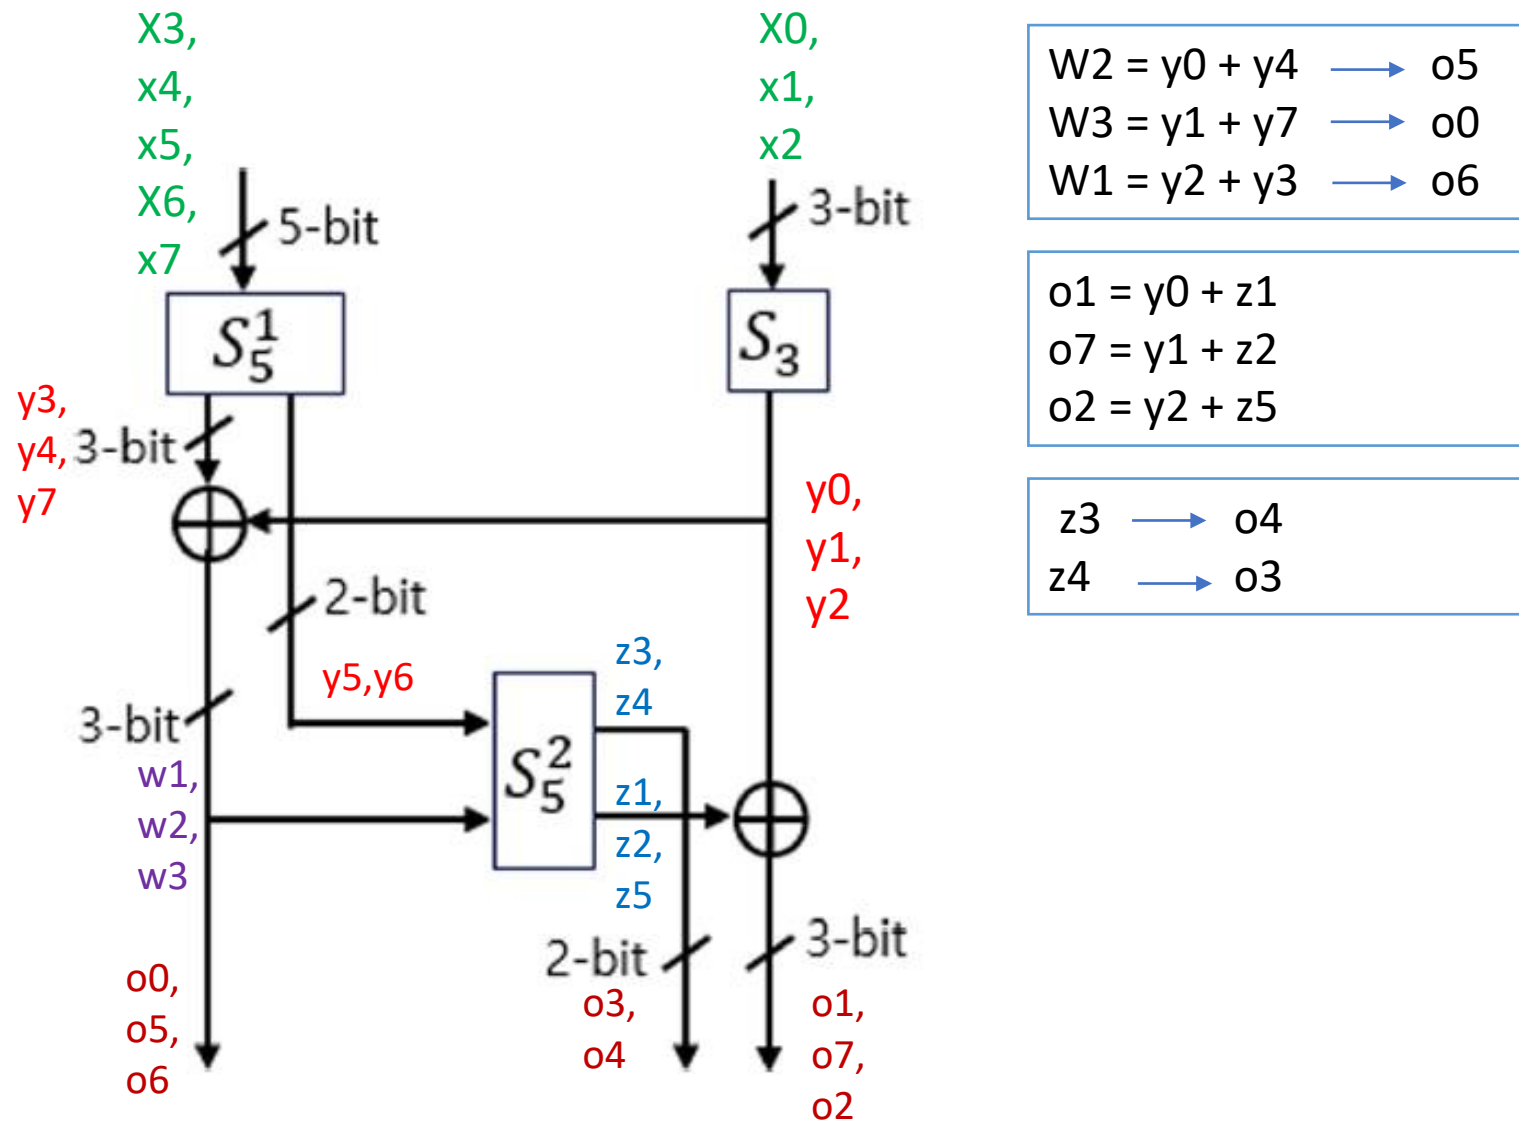 X3,
x4,
x5,
X6,
x7
X0,
x1,
x2
5-bit
3-bit
S_5^1
S_3
y3,
y4,
y7
3-bit
y0,
y1,
y2
2-bit
y5,y6
3-bit
w1,
w2,
w3
S_5^2
z3,
z4
z1,
z2,
z5
2-bit
3-bit
o0,
o5,
o6
o3,
o4
o1,
o7,
o2
W2 = y0 + y4 → o5
W3 = y1 + y7 → o0
W1 = y2 + y3 → o6
o1 = y0 + z1
o7 = y1 + z2
o2 = y2 + z5
z3 → o4
z4 → o3